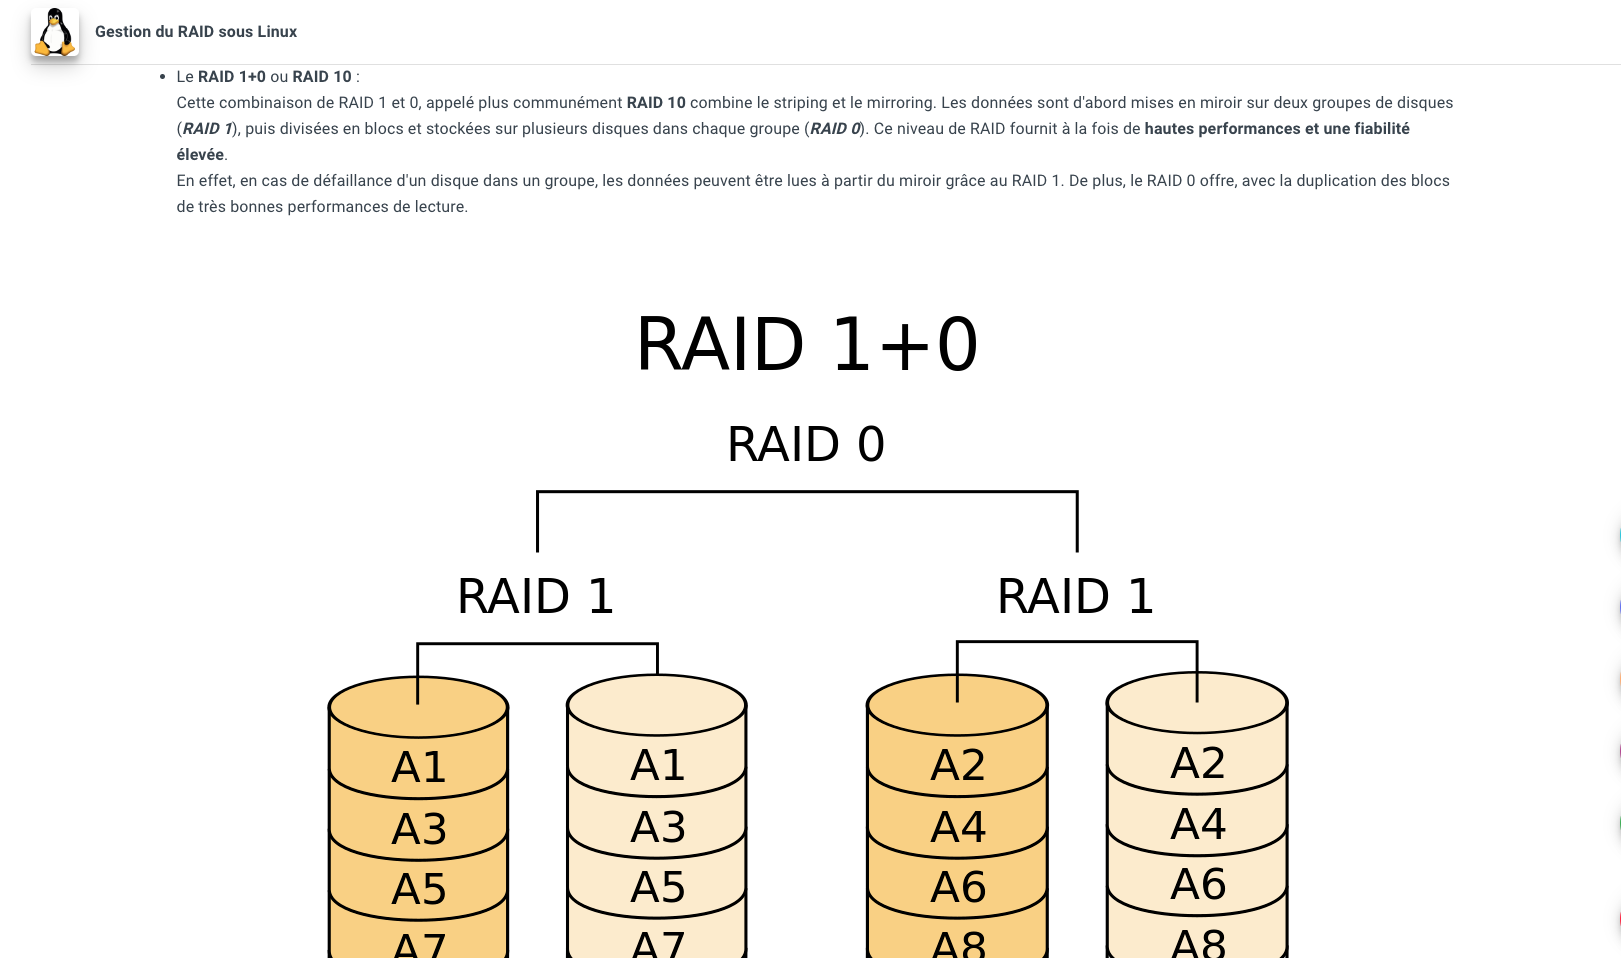 Gestion du RAID sous Linux
Le RAID 1+0 ou RAID 10 :
Cette combinaison de RAID 1 et 0, appelé plus communément RAID 10 combine le striping et le mirroring. Les données sont d'abord mises en miroir sur deux groupes de disques
(RAID 1), puis divisées en blocs et stockées sur plusieurs disques dans chaque groupe (RAID 0). Ce niveau de RAID fournit à la fois de hautes performances et une fiabilité
élevée.
En effet, en cas de défaillance d'un disque dans un groupe, les données peuvent être lues à partir du miroir grâce au RAID 1. De plus, le RAID 0 offre, avec la duplication des blocs
de très bonnes performances de lecture.
RAID 1+0
RAID 0
RAID 1 RAID 1
A1 A1 A2 A2
A3 A3 A4 A4
A5 A5 A6 A6
A7 A7 A8 A8